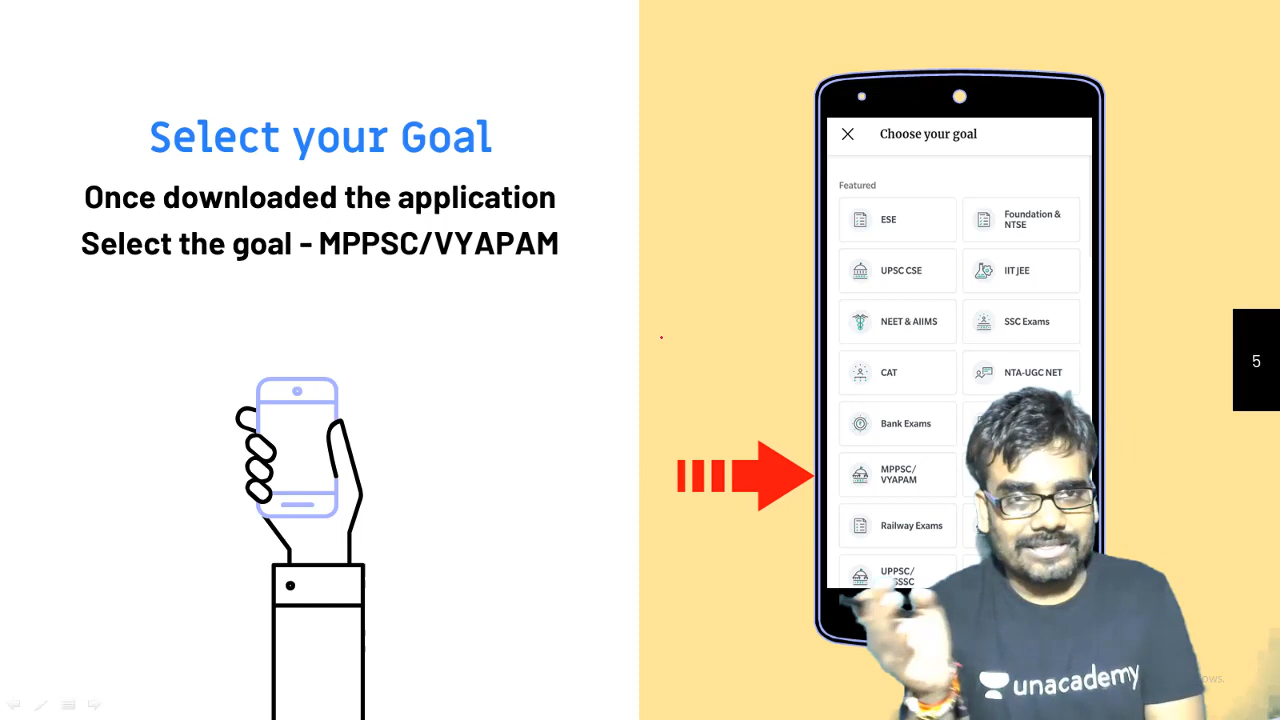 Select your Goal
Once downloaded the application
Select the goal - MPPSC/VYAPAM
Choose your goal
Featured
ESE
Foundation &
NTSE
UPSC CSE
IIT JEE
NEET & AIIMS
SSC Exams
CAT
NTA-UGC NET
Bank Exams
MPPSC/
VYAPAM
Railway Exams
UPPSC/
5
unacademy